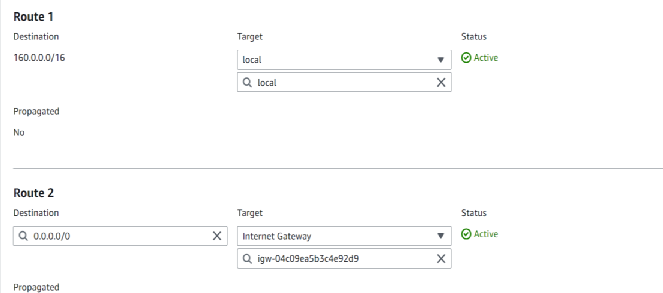 Route 1
Destination Target Status
160.0.0.0/16 local Active
local
Propagated
No
Route 2
Destination Target Status
0.0.0.0/0 Internet Gateway Active
igw-04c09ea5b3c4e92d9
Propagated